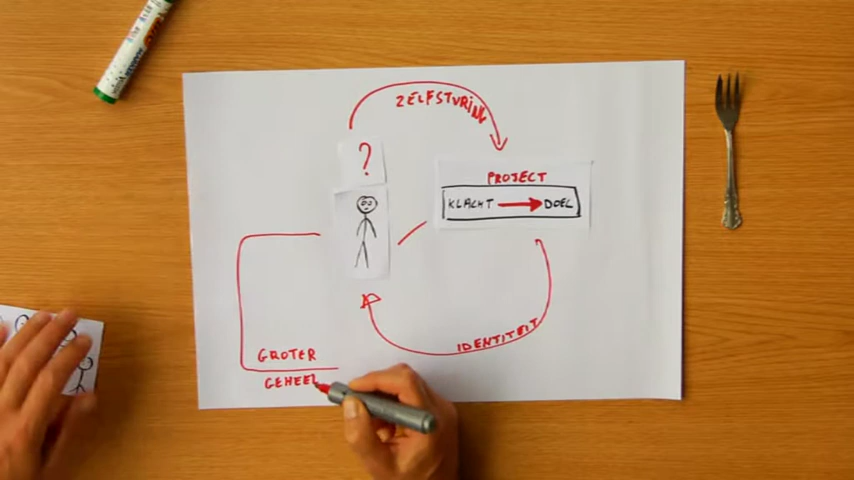 ZELFSTURING
?
PROJECT
KLACHT DOEL
IDENTITEIT
GROTER
GEHEEL